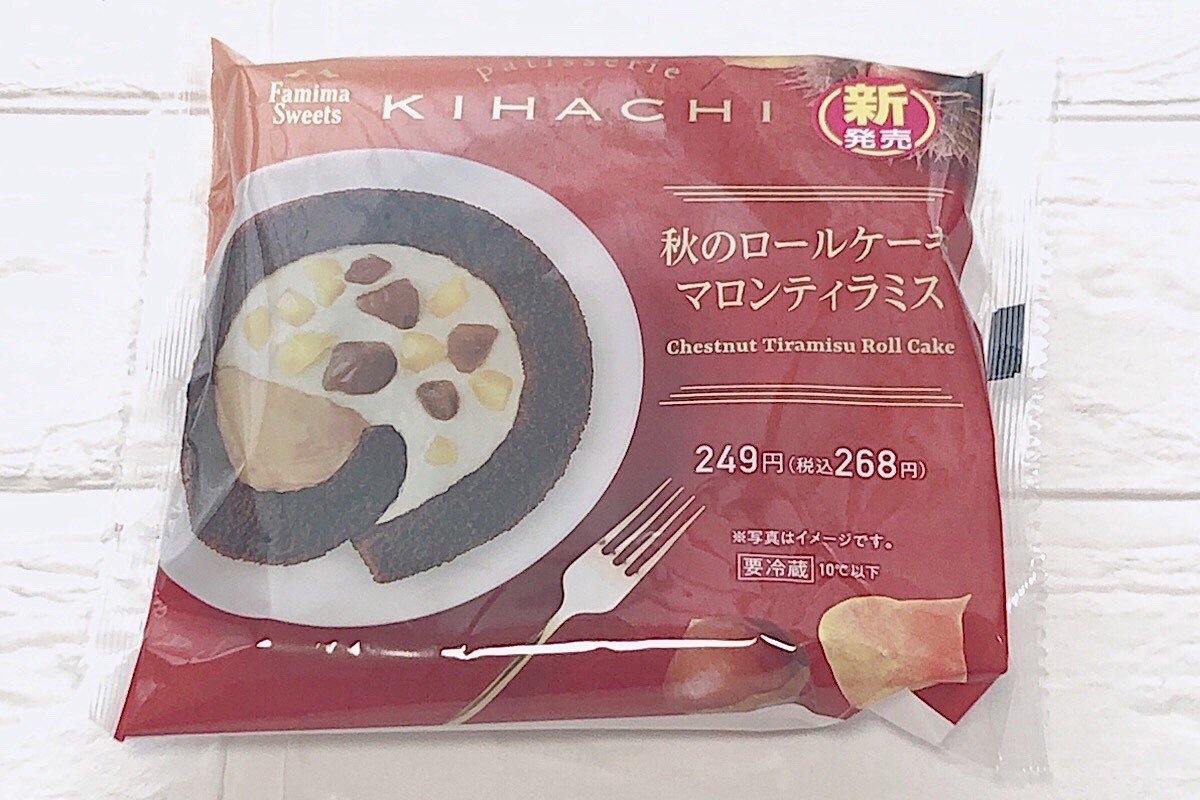 Famima
Sweets
patisserie
KIHACHI
新
発売
秋のロールケーキ
マロンティラミス
Chestnut Tiramisu Roll Cake
249円(税込268円)
※写真はイメージです。
要冷蔵 10℃以下